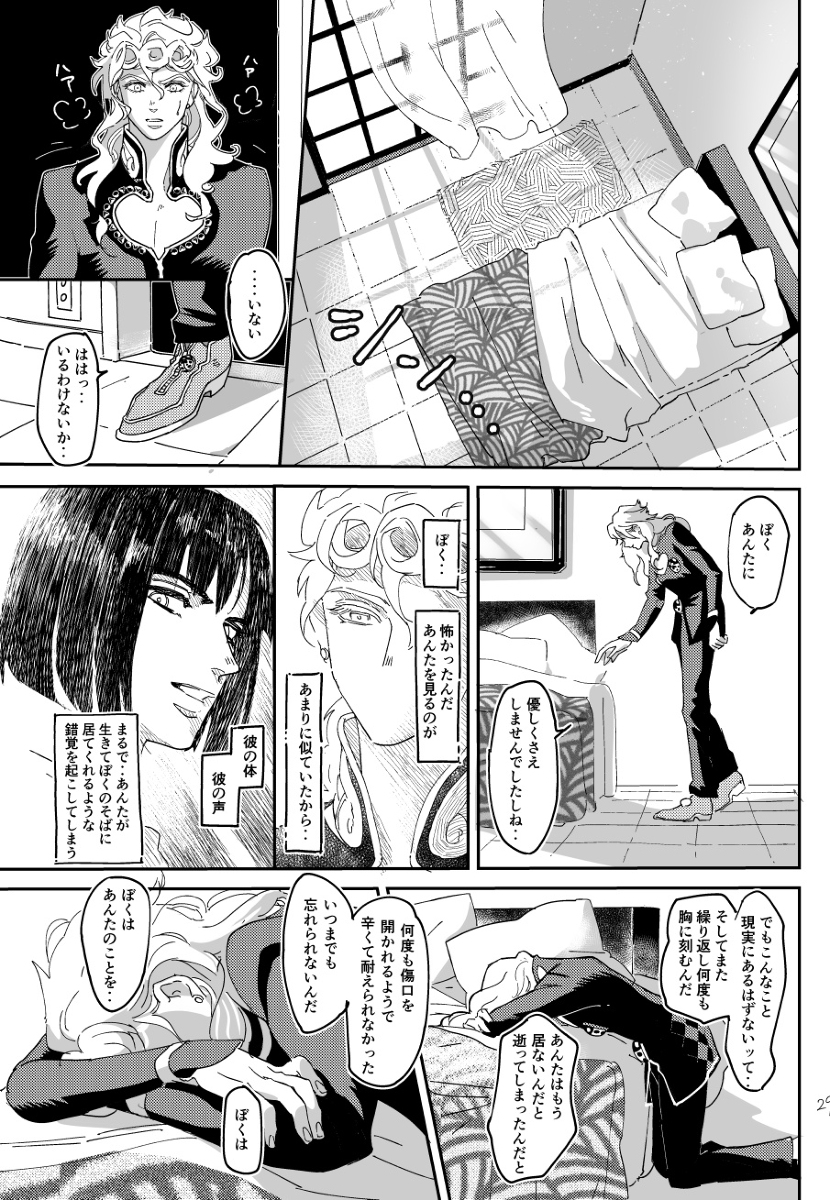 ハァ
ハァ
‥‥いない
ははっ‥
いるわけないか‥
ぼく
あんたに
優しくさえ
しませんでしたしね‥
ぼく‥
怖かったんだ
あんたを見るのが
あまりに似ていたから‥
彼の体
彼の声
まるで‥あんたが
生きてぼくのそばに
居てくれるような
錯覚を起こしてしまう
でもこんなこと
現実にあるはずないッて‥
そしてまた
繰り返し何度も
胸に刻むんだ
あんたはもう
居ないんだと
逝ってしまったんだと
何度も傷口を
開かれるようで
辛くて耐えられなかった
いつまでも
忘れられないんだ
ぼくは
あんたのことを‥
ぼくは